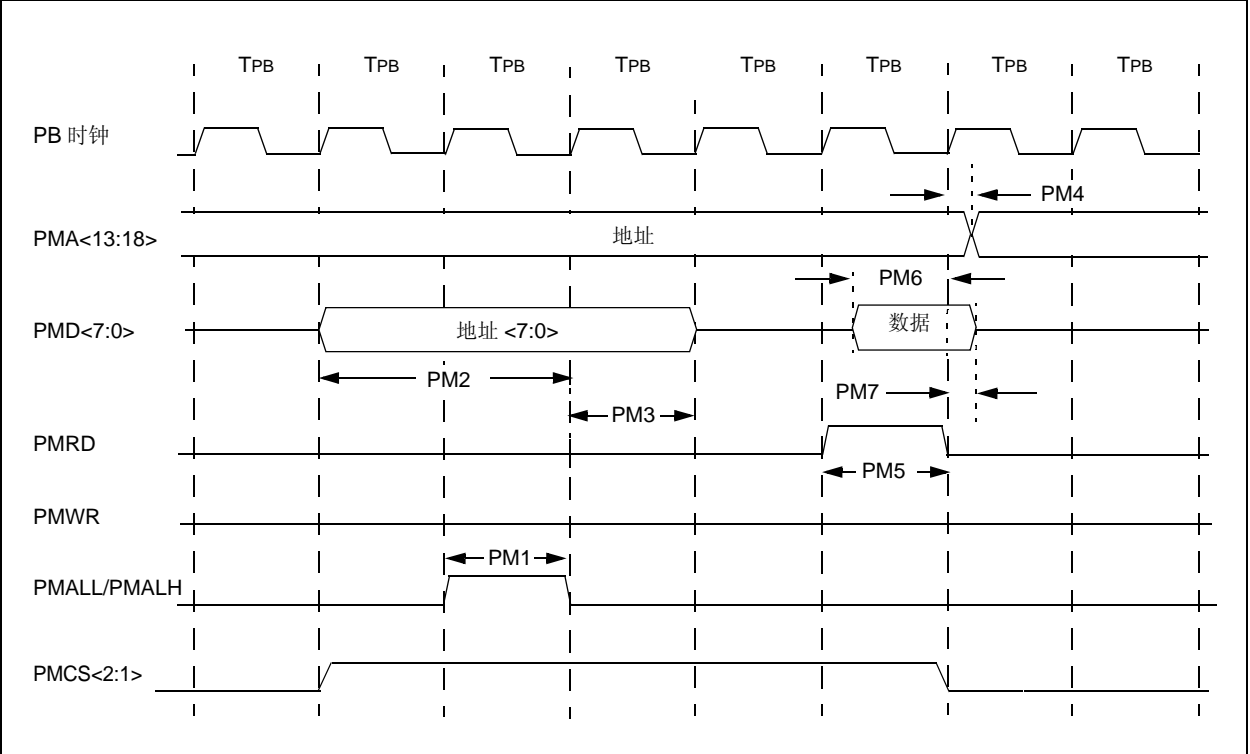 TPB TPB TPB TPB TPB TPB TPB TPB
PB 时钟
PM4
PMA<13:18> 地址
PM6
PMD<7:0> 地址 <7:0> 数据
PM2 PM7
PM3
PMRD
PM5
PMWR
PM1
PMALL/PMALH
PMCS<2:1>